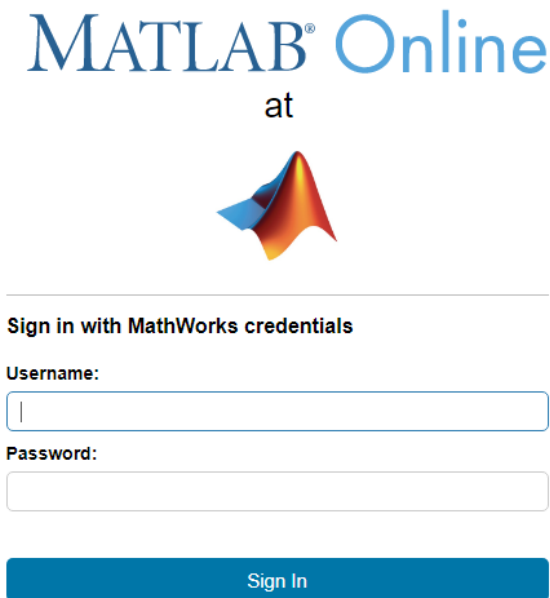 MATLAB® Online
at
Sign in with MathWorks credentials
Username:
Password:
Sign In